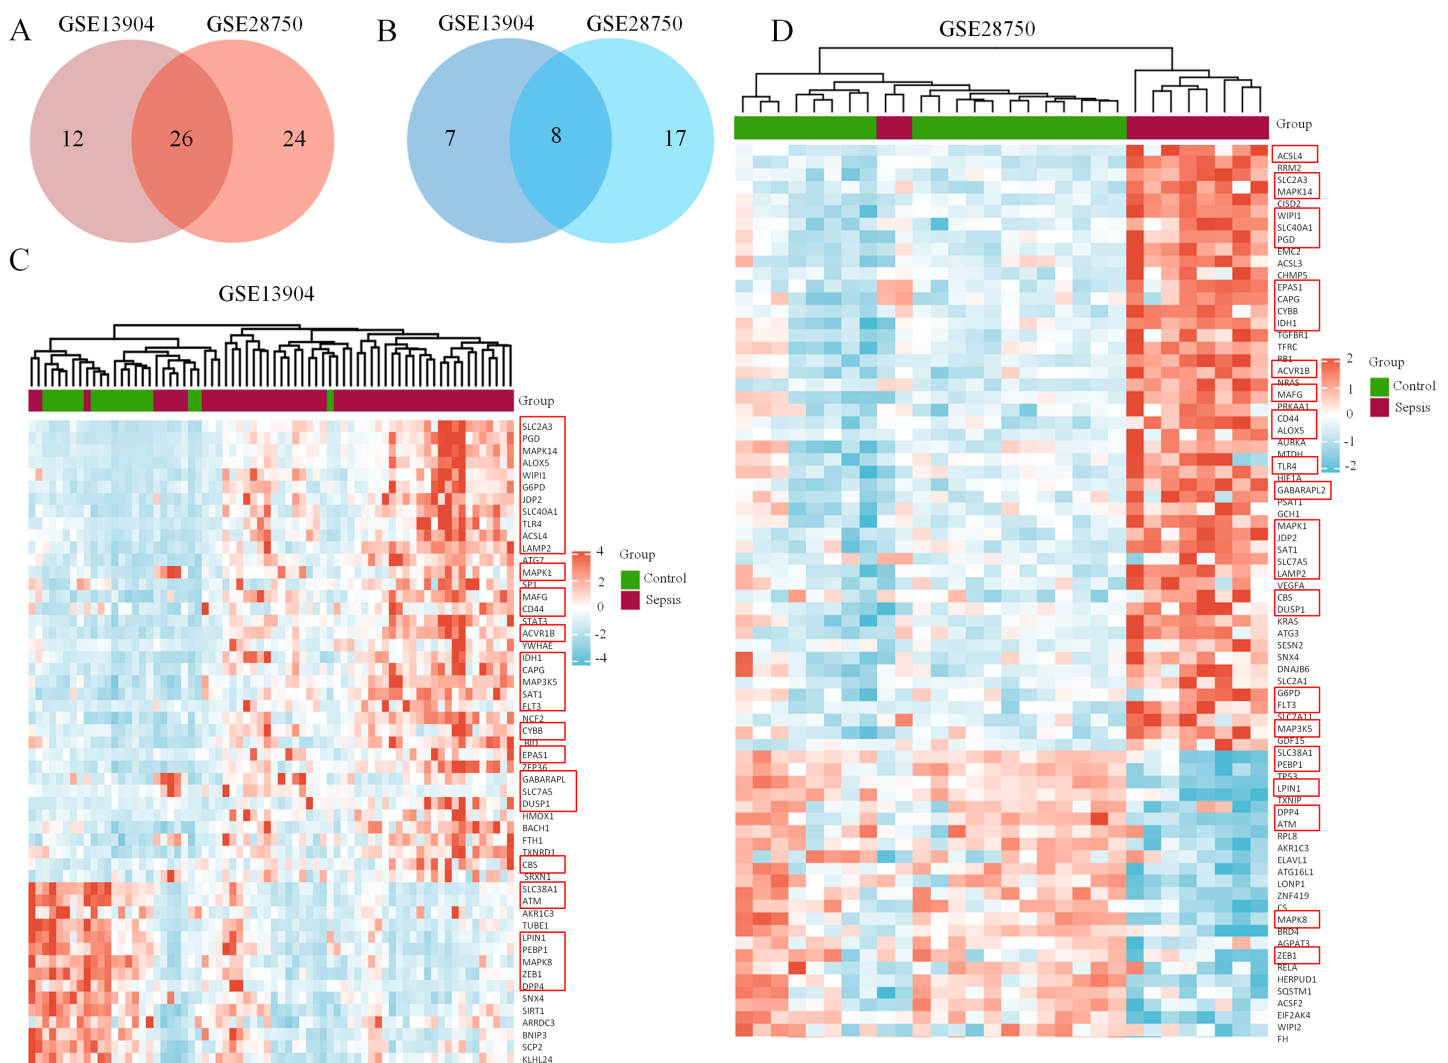 A
GSE13904
GSE28750
12
26
24
B
GSE13904
GSE28750
7
8
17
C
GSE13904
Group
SLC2A3
PGD
MAPK14
ALOX5
WIPI1
G6PD
JDP2
SLC40A1
TLR4
ACSL4
LAMP2
ATG7
MAPK1
SP1
MAFG
CD44
STAT3
ACVR1B
YWHAE
IDH1
CAPG
MAP3K5
SAT1
FLT3
NCF2
CYBB
BID
EPAS1
ZFP36
GABARAPL
SLC7A5
DUSP1
HMOX1
BACH1
FTH1
TXNRD1
CBS
SRXN1
SLC38A1
ATM
AKR1C3
TUBE1
LPIN1
PEBP1
MAPK8
ZEB1
DPP4
SNX4
SIRT1
ARRDC3
BNIP3
SCP2
KLHL24
4
2
0
-2
-4
Group
Control
Sepsis
D
GSE28750
Group
ACSL4
RRM2
SLC2A3
MAPK14
CISD2
WIPI1
SLC40A1
PGD
EMC2
ACSL3
CHMP5
EPAS1
CAPG
CYBB
IDH1
TGFBR1
TFRC
RB1
ACVR1B
NRAS
MAFG
PRKAA1
CD44
ALOX5
AURKA
MTDH
TLR4
HIF1A
GABARAPL2
PSAT1
GCH1
MAPK1
JDP2
SAT1
SLC7A5
LAMP2
VEGFA
CBS
DUSP1
KRAS
ATG3
SESN2
SNX4
DNAJB6
SLC2A1
G6PD
FLT3
SLC7A11
MAP3K5
GDF15
SLC38A1
PEBP1
TP53
LPIN1
TXNIP
DPP4
ATM
RPL8
AKR1C3
ELAVL1
ATG16L1
LONP1
ZNF419
CS
MAPK8
BRD4
AGPAT3
ZEB1
RELA
HERPUD1
SQSTM1
ACSF2
EIF2AK4
WIPI2
FH
2
1
0
-1
-2
Group
Control
Sepsis